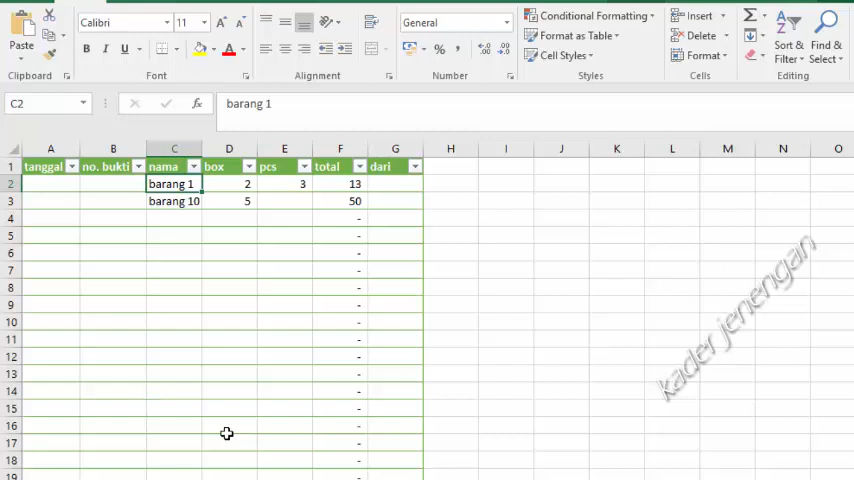 Calibri 11 General Conditional Formatting Insert
Paste B I U A % Format as Table Delete Sort & Filter Find & Select
Cell Styles Format
Clipboard Font Alignment Number Styles Cells Editing
C2 fx barang 1
A B C D E F G H I J K L M N O
1 tanggal no. bukti nama box pcs total dari
2 barang 1 2 3 13
3 barang 10 5 50
4 -
5 -
6 -
7 -
8 -
9 -
10 -
11 -
12 -
13 -
14 -
15 -
16 -
17 -
18 -
19
kader jenengan